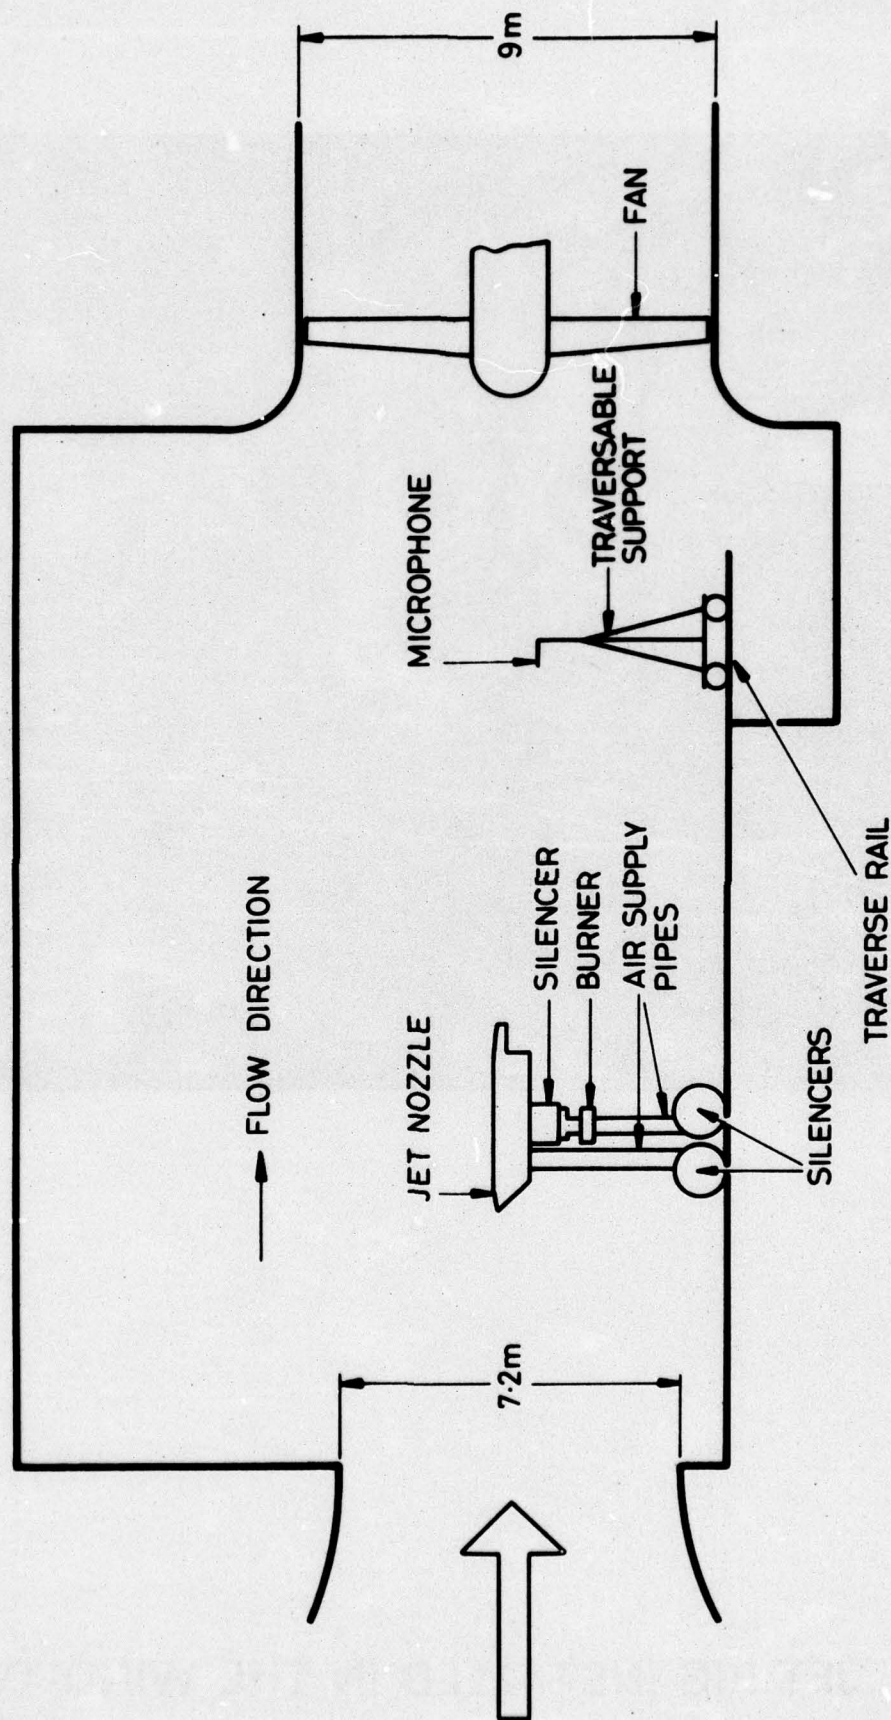 9m
FAN
MICROPHONE
TRAVERSABLE
SUPPORT
FLOW DIRECTION
JET NOZZLE
SILENCER
BURNER
AIR SUPPLY
PIPES
TRAVERSE RAIL
SILENCERS
7·2m